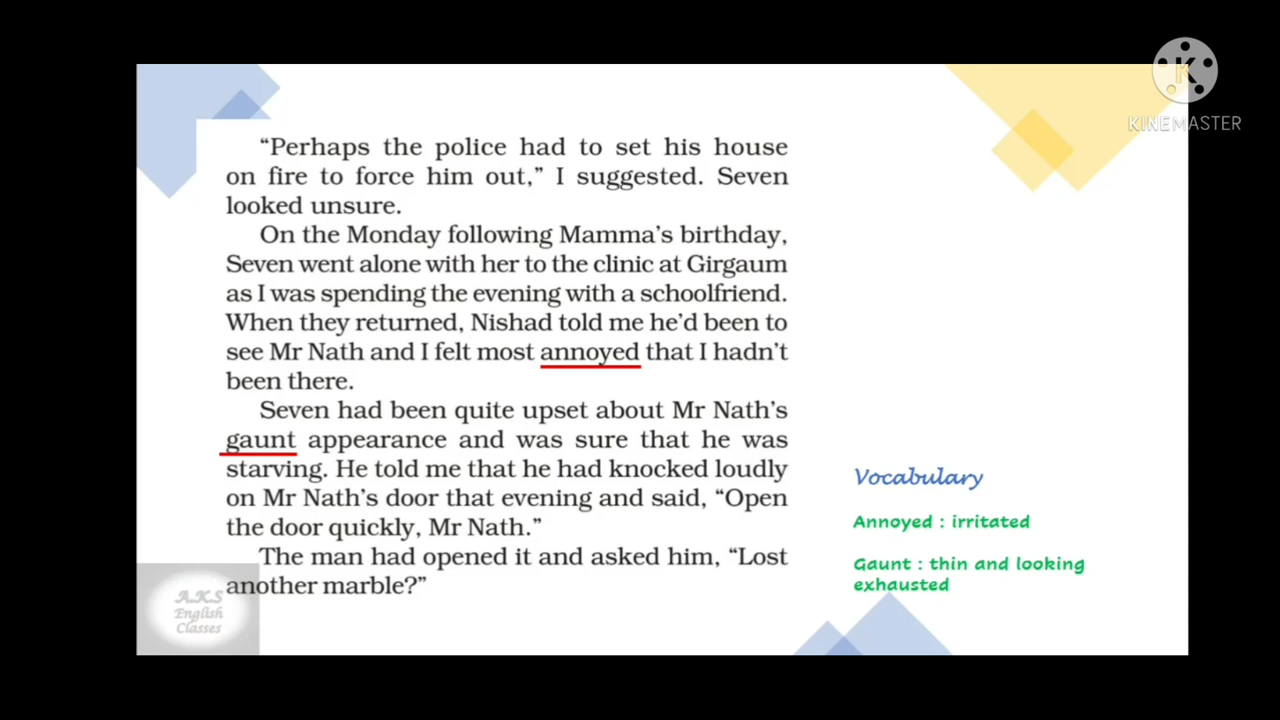 KINEMASTER
“Perhaps the police had to set his house
on fire to force him out,” I suggested. Seven
looked unsure.
On the Monday following Mamma’s birthday,
Seven went alone with her to the clinic at Girgaum
as I was spending the evening with a schoolfriend.
When they returned, Nishad told me he’d been to
see Mr Nath and I felt most annoyed that I hadn’t
been there.
Seven had been quite upset about Mr Nath’s
gaunt appearance and was sure that he was
starving. He told me that he had knocked loudly
on Mr Nath’s door that evening and said, “Open
the door quickly, Mr Nath.”
The man had opened it and asked him, “Lost
another marble?”
Vocabulary
Annoyed : irritated
Gaunt : thin and looking
exhausted
A.K.S
English
Classes